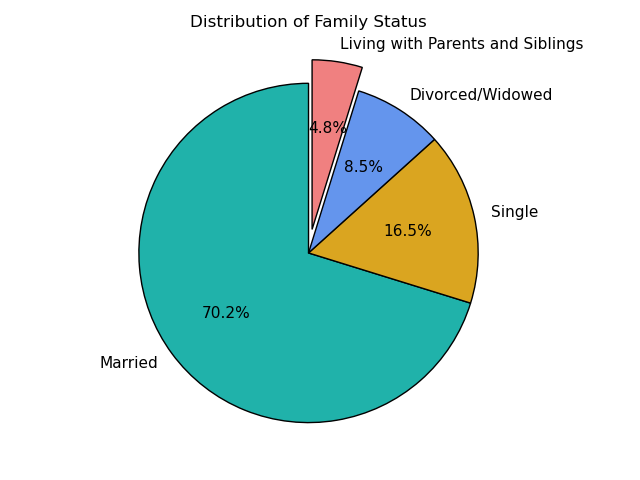 Distribution of Family Status
Living with Parents and Siblings
4.8%
Divorced/Widowed
8.5%
Single
16.5%
70.2%
Married